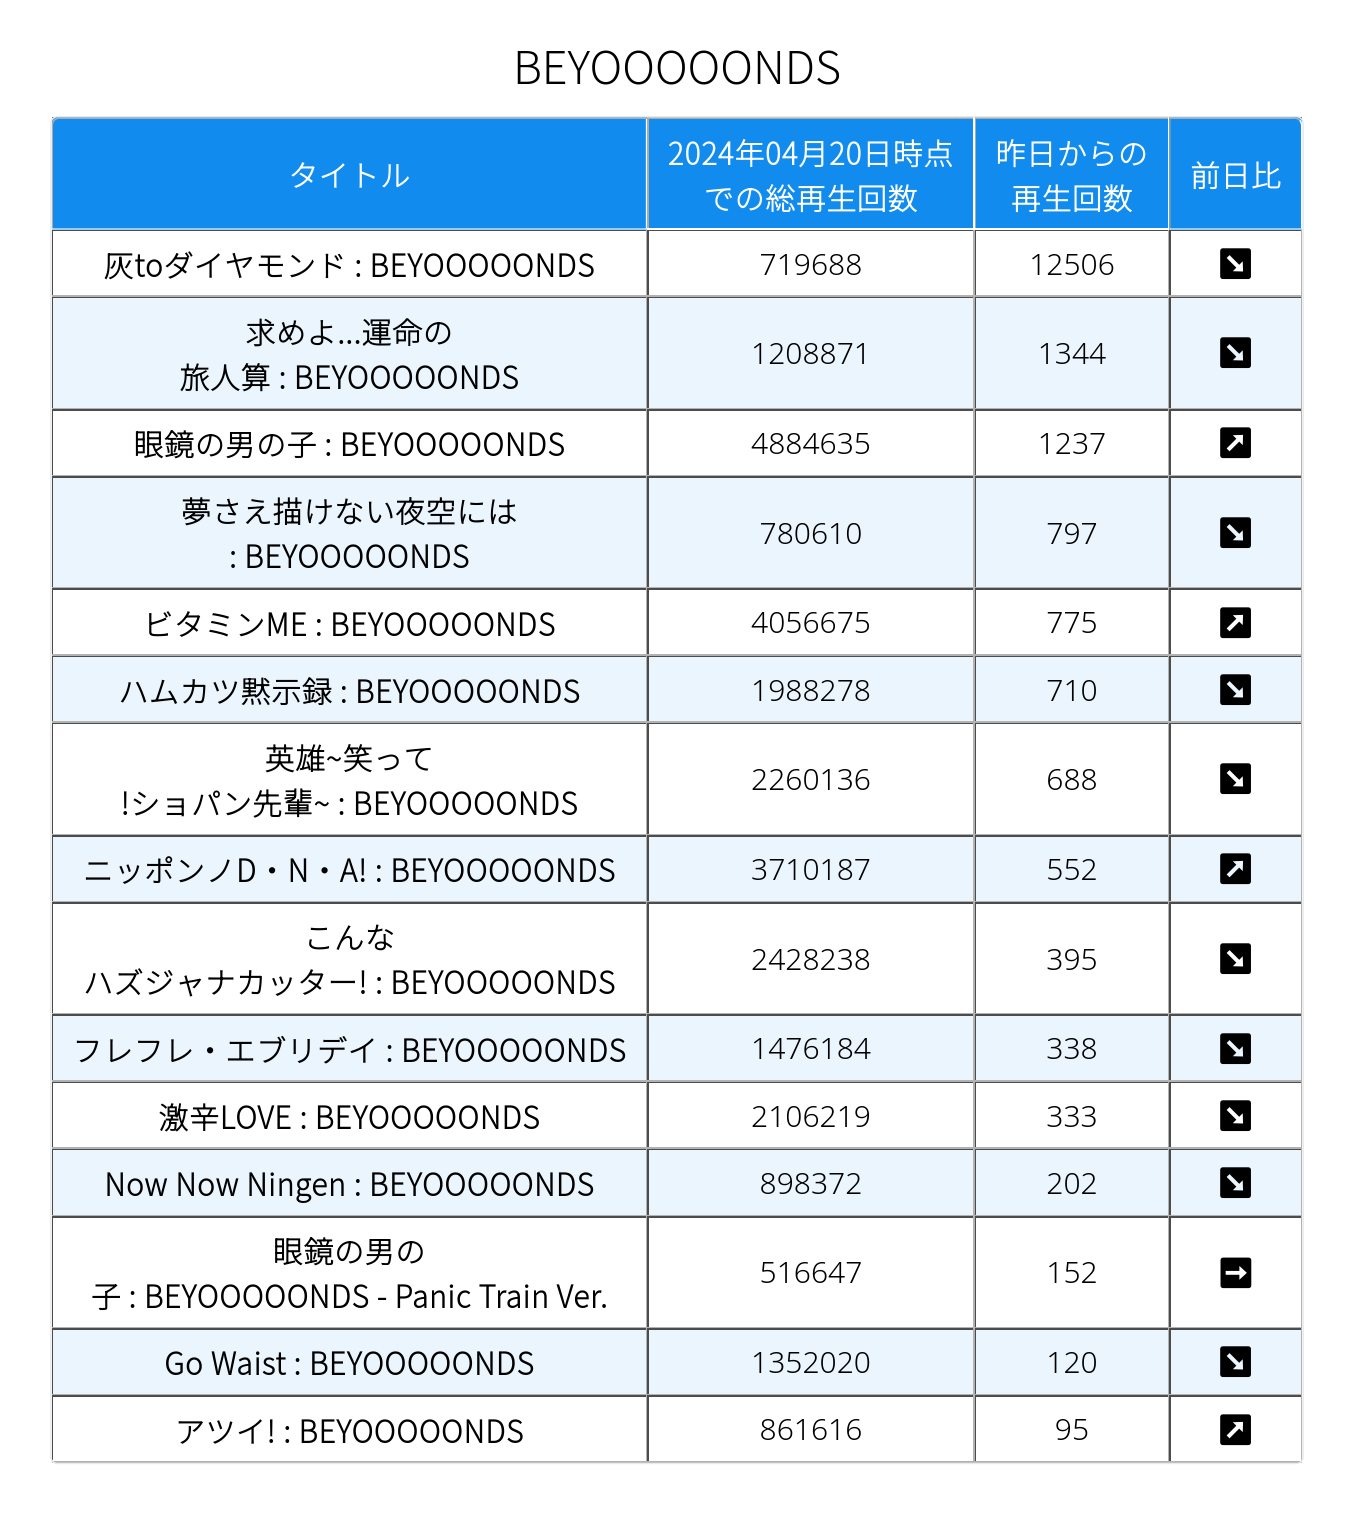 BEYOOOOONDS
タイトル
2024年04月20日時点
での総再生回数
昨日からの
再生回数
前日比
灰toダイヤモンド : BEYOOOOONDS 719688 12506 ↘
求めよ...運命の
旅人算 : BEYOOOOONDS 1208871 1344 ↘
眼鏡の男の子 : BEYOOOOONDS 4884635 1237 ↗
夢さえ描けない夜空には
: BEYOOOOONDS 780610 797 ↘
ビタミンME : BEYOOOOONDS 4056675 775 ↗
ハムカツ黙示録 : BEYOOOOONDS 1988278 710 ↘
英雄~笑って
!ショパン先輩~ : BEYOOOOONDS 2260136 688 ↘
ニッポンノD・N・A! : BEYOOOOONDS 3710187 552 ↗
こんな
ハズジャナカッター! : BEYOOOOONDS 2428238 395 ↘
フレフレ・エブリデイ : BEYOOOOONDS 1476184 338 ↘
激辛LOVE : BEYOOOOONDS 2106219 333 ↘
Now Now Ningen : BEYOOOOONDS 898372 202 ↘
眼鏡の男の
子 : BEYOOOOONDS - Panic Train Ver. 516647 152 →
Go Waist : BEYOOOOONDS 1352020 120 ↘
アツイ! : BEYOOOOONDS 861616 95 ↗